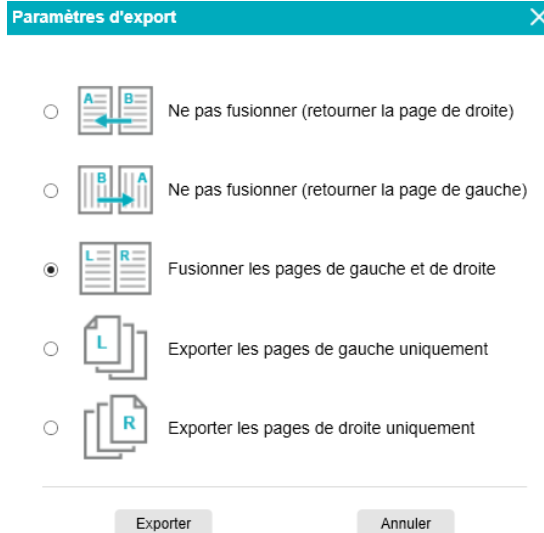 Paramètres d'export
A B
Ne pas fusionner (retourner la page de droite)
B A
Ne pas fusionner (retourner la page de gauche)
L R
Fusionner les pages de gauche et de droite
L
Exporter les pages de gauche uniquement
R
Exporter les pages de droite uniquement
Exporter Annuler